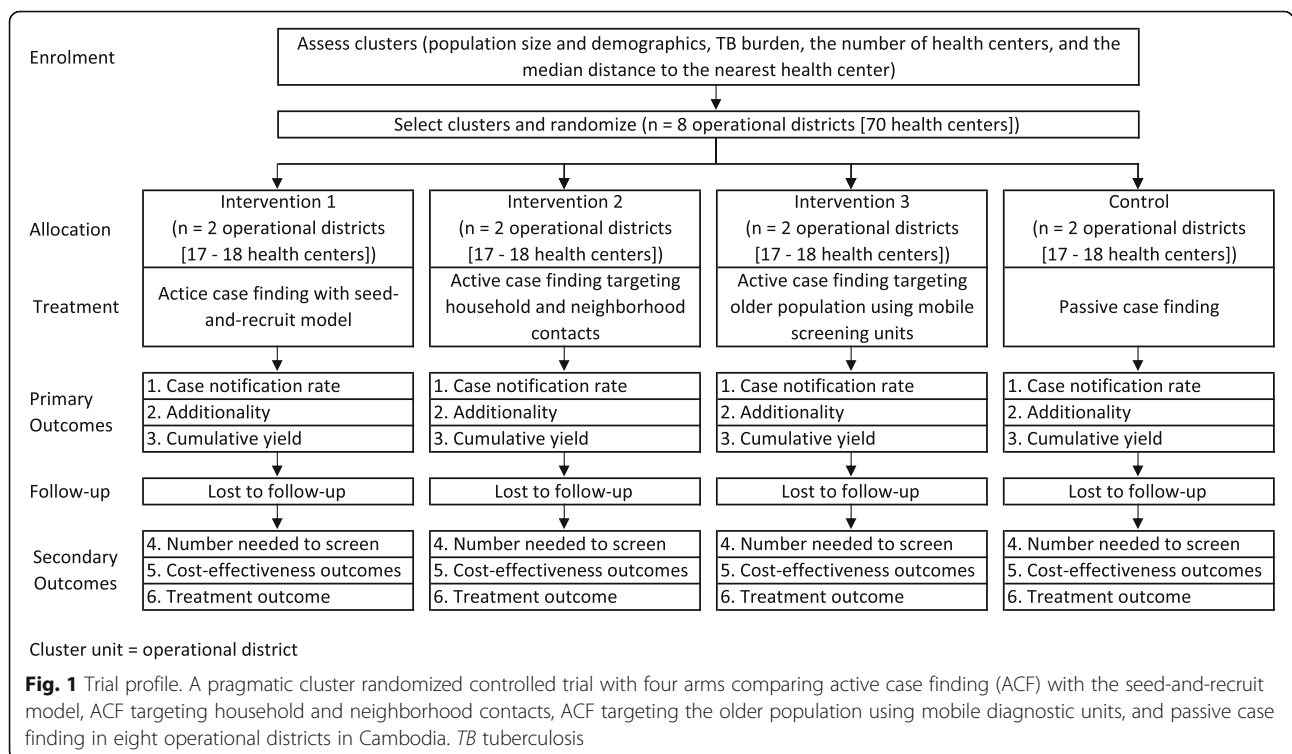 Enrolment
Assess clusters (population size and demographics, TB burden, the number of health centers, and the
median distance to the nearest health center)
Select clusters and randomize (n = 8 operational districts [70 health centers])
Allocation
Intervention 1
(n = 2 operational districts
[17 - 18 health centers])
Intervention 2
(n = 2 operational districts
[17 - 18 health centers])
Intervention 3
(n = 2 operational districts
[17 - 18 health centers])
Control
(n = 2 operational districts
[17 - 18 health centers])
Treatment
Actice case finding with seed-
and-recruit model
Active case finding targeting
household and neighborhood
contacts
Active case finding targeting
older population using mobile
screening units
Passive case finding
Primary
Outcomes
1. Case notification rate
2. Additionality
3. Cumulative yield
1. Case notification rate
2. Additionality
3. Cumulative yield
1. Case notification rate
2. Additionality
3. Cumulative yield
1. Case notification rate
2. Additionality
3. Cumulative yield
Follow-up
Lost to follow-up
Lost to follow-up
Lost to follow-up
Lost to follow-up
Secondary
Outcomes
4. Number needed to screen
5. Cost-effectiveness outcomes
6. Treatment outcome
4. Number needed to screen
5. Cost-effectiveness outcomes
6. Treatment outcome
4. Number needed to screen
5. Cost-effectiveness outcomes
6. Treatment outcome
4. Number needed to screen
5. Cost-effectiveness outcomes
6. Treatment outcome
Cluster unit = operational district
Fig. 1 Trial profile. A pragmatic cluster randomized controlled trial with four arms comparing active case finding (ACF) with the seed-and-recruit
model, ACF targeting household and neighborhood contacts, ACF targeting the older population using mobile diagnostic units, and passive case
finding in eight operational districts in Cambodia. TB tuberculosis